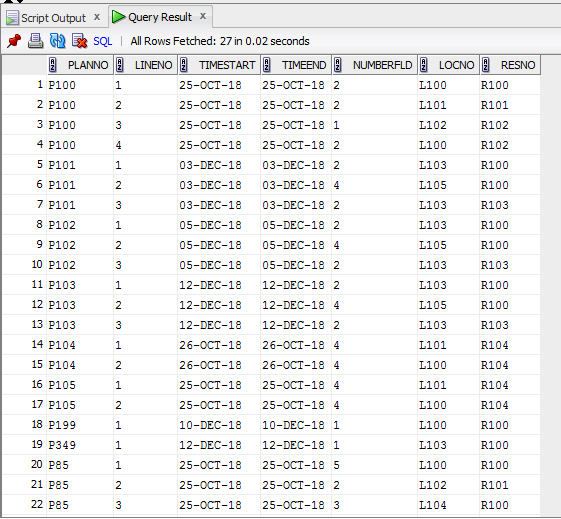 Script Output x Query Result x
SQL | All Rows Fetched: 27 in 0.02 seconds
PLANNO LINENO TIMESTART TIMEEND NUMBERFLD LOCNO RESNO
1 P100 1 25-OCT-18 25-OCT-18 2 L100 R100
2 P100 2 25-OCT-18 25-OCT-18 2 L101 R101
3 P100 3 25-OCT-18 25-OCT-18 1 L102 R102
4 P100 4 25-OCT-18 25-OCT-18 2 L100 R102
5 P101 1 03-DEC-18 03-DEC-18 2 L103 R100
6 P101 2 03-DEC-18 03-DEC-18 4 L105 R100
7 P101 3 03-DEC-18 03-DEC-18 2 L103 R103
8 P102 1 05-DEC-18 05-DEC-18 2 L103 R100
9 P102 2 05-DEC-18 05-DEC-18 4 L105 R100
10 P102 3 05-DEC-18 05-DEC-18 2 L103 R103
11 P103 1 12-DEC-18 12-DEC-18 2 L103 R100
12 P103 2 12-DEC-18 12-DEC-18 4 L105 R100
13 P103 3 12-DEC-18 12-DEC-18 2 L103 R103
14 P104 1 26-OCT-18 26-OCT-18 4 L101 R104
15 P104 2 26-OCT-18 26-OCT-18 4 L100 R104
16 P105 1 25-OCT-18 25-OCT-18 4 L101 R104
17 P105 2 25-OCT-18 25-OCT-18 4 L100 R104
18 P199 1 10-DEC-18 10-DEC-18 1 L100 R100
19 P349 1 12-DEC-18 12-DEC-18 1 L103 R100
20 P85 1 25-OCT-18 25-OCT-18 5 L100 R100
21 P85 2 25-OCT-18 25-OCT-18 2 L102 R101
22 P85 3 25-OCT-18 25-OCT-18 3 L104 R100